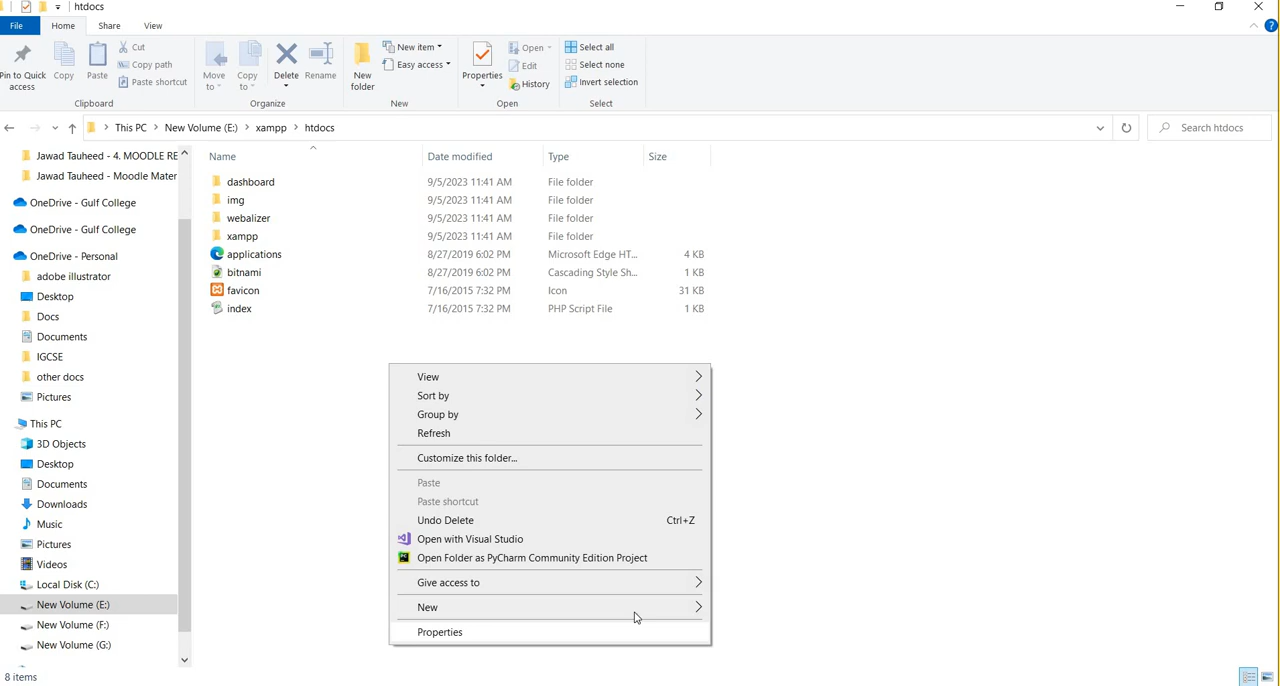 htdocs
File Home Share View
Pin to Quick access
Copy
Paste
Cut
Copy path
Paste shortcut
Clipboard
Move to
Copy to
Delete
Rename
Organize
New folder
New item
Easy access
New
Properties
Open
Edit
History
Open
Select all
Select none
Invert selection
Select
This PC > New Volume (E:) > xampp > htdocs
Search htdocs
Jawad Tauheed - 4. MOODLE RE
Jawad Tauheed - Moodle Mater
OneDrive - Gulf College
OneDrive - Gulf College
OneDrive - Personal
adobe illustrator
Desktop
Docs
Documents
IGCSE
other docs
Pictures
This PC
3D Objects
Desktop
Documents
Downloads
Music
Pictures
Videos
Local Disk (C:)
New Volume (E:)
New Volume (F:)
New Volume (G:)
Name Date modified Type Size
dashboard 9/5/2023 11:41 AM File folder
img 9/5/2023 11:41 AM File folder
webalizer 9/5/2023 11:41 AM File folder
xampp 9/5/2023 11:41 AM File folder
applications 8/27/2019 6:02 PM Microsoft Edge HT... 4 KB
bitnami 8/27/2019 6:02 PM Cascading Style Sh... 1 KB
favicon 7/16/2015 7:32 PM Icon 31 KB
index 7/16/2015 7:32 PM PHP Script File 1 KB
View
Sort by
Group by
Refresh
Customize this folder...
Paste
Paste shortcut
Undo Delete Ctrl+Z
Open with Visual Studio
Open Folder as PyCharm Community Edition Project
Give access to
New
Properties
8 items